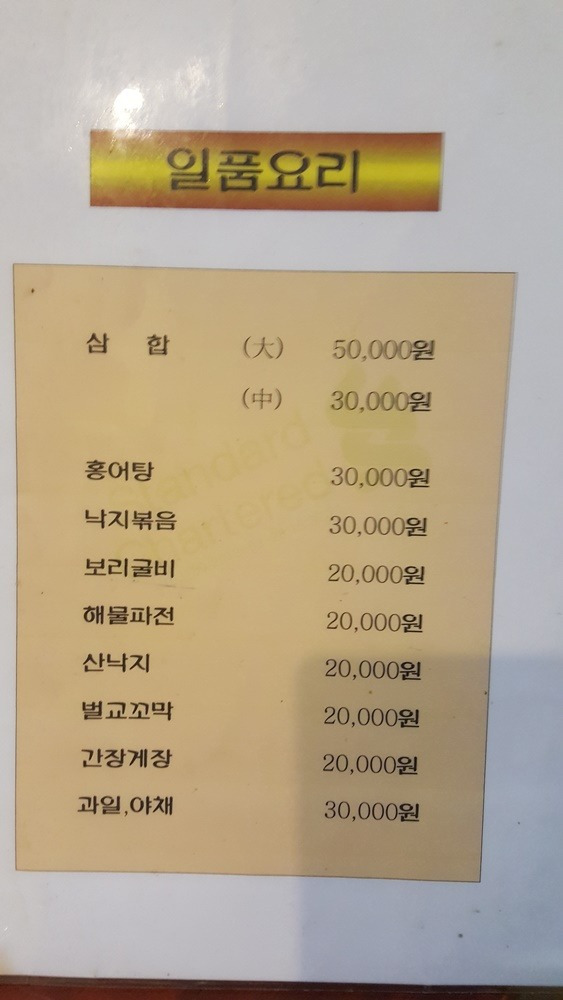 일품요리
삼 합 (大) 50,000원
(中) 30,000원
홍어탕 30,000원
낙지볶음 30,000원
보리굴비 20,000원
해물파전 20,000원
산낙지 20,000원
벌교꼬막 20,000원
간장게장 20,000원
과일,야채 30,000원
Standard
Chartered